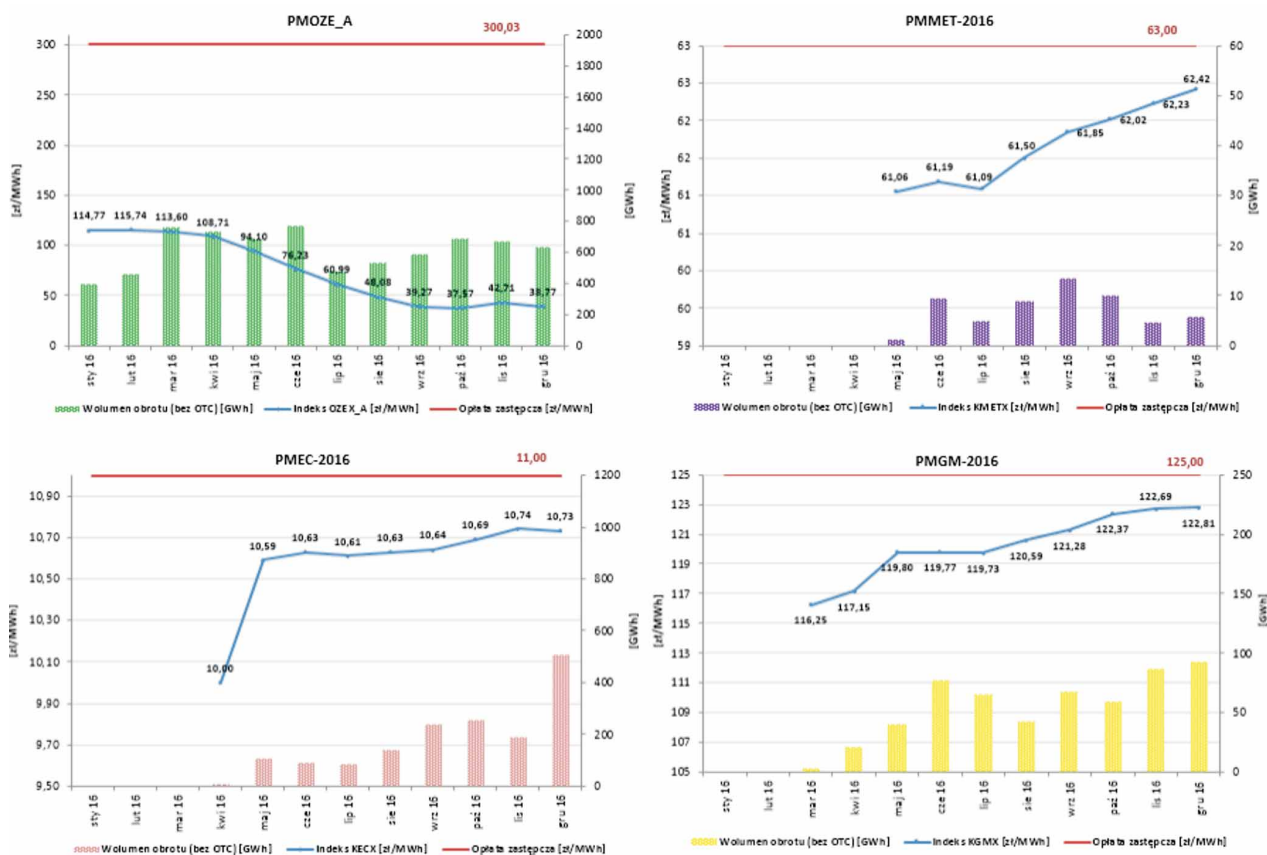 PMOZE_A
300,03
[zł/MWh]
300
250
200
150
100
50
0
2000
1800
1600
1400
1200
1000
800
600
400
200
0
[GWh]
114,77 115,74 113,60 108,71 94,10 76,23 60,99 48,08 39,27 37,57 42,71 38,77
sty 16 lut 16 mar 16 kwi 16 maj 16 cze 16 lip 16 sie 16 wrz 16 paź 16 lis 16 gru 16
Wolumen obrotu (bez OTC) [GWh] Indeks OZEX_A [zł/MWh] Opłata zastępcza [zł/MWh]
PMMET-2016
63,00
[zł/MWh]
63
63
62
62
61
61
60
60
59
60
50
40
30
20
10
0
[GWh]
61,06 61,19 61,09 61,50 61,85 62,02 62,23 62,42
sty 16 lut 16 mar 16 kwi 16 maj 16 cze 16 lip 16 sie 16 wrz 16 paź 16 lis 16 gru 16
Wolumen obrotu (bez OTC) [GWh] Indeks KMETX [zł/MWh] Opłata zastępcza [zł/MWh]
PMEC-2016
11,00
[zł/MWh]
10,90
10,70
10,50
10,30
10,10
9,90
9,70
9,50
1200
1000
800
600
400
200
0
[GWh]
10,00 10,59 10,63 10,61 10,63 10,64 10,69 10,74 10,73
sty 16 lut 16 mar 16 kwi 16 maj 16 cze 16 lip 16 sie 16 wrz 16 paź 16 lis 16 gru 16
Wolumen obrotu (bez OTC) [GWh] Indeks KECX [zł/MWh] Opłata zastępcza [zł/MWh]
PMGM-2016
125,00
[zł/MWh]
125
123
121
119
117
115
113
111
109
107
105
250
200
150
100
50
0
[GWh]
116,25 117,15 119,80 119,77 119,73 120,59 121,28 122,37 122,69 122,81
sty 16 lut 16 mar 16 kwi 16 maj 16 cze 16 lip 16 sie 16 wrz 16 paź 16 lis 16 gru 16
Wolumen obrotu (bez OTC) [GWh] Indeks KGMX [zł/MWh] Opłata zastępcza [zł/MWh]